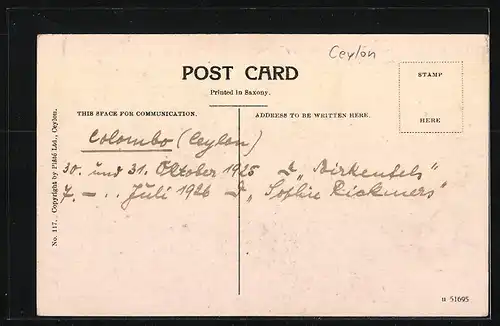 Ceylon
POST CARD
Printed in Saxony.
STAMP
HERE
THIS SPACE FOR COMMUNICATION.
ADDRESS TO BE WRITTEN HERE.
Colombo (Ceylon)
30. und 31. Oktober 1925 D „Birkenfels"
7. – . . Juli 1926 D „Sophie Rickmers"
No. 117. Copyright by Plâté Ltd., Ceylon.
51695